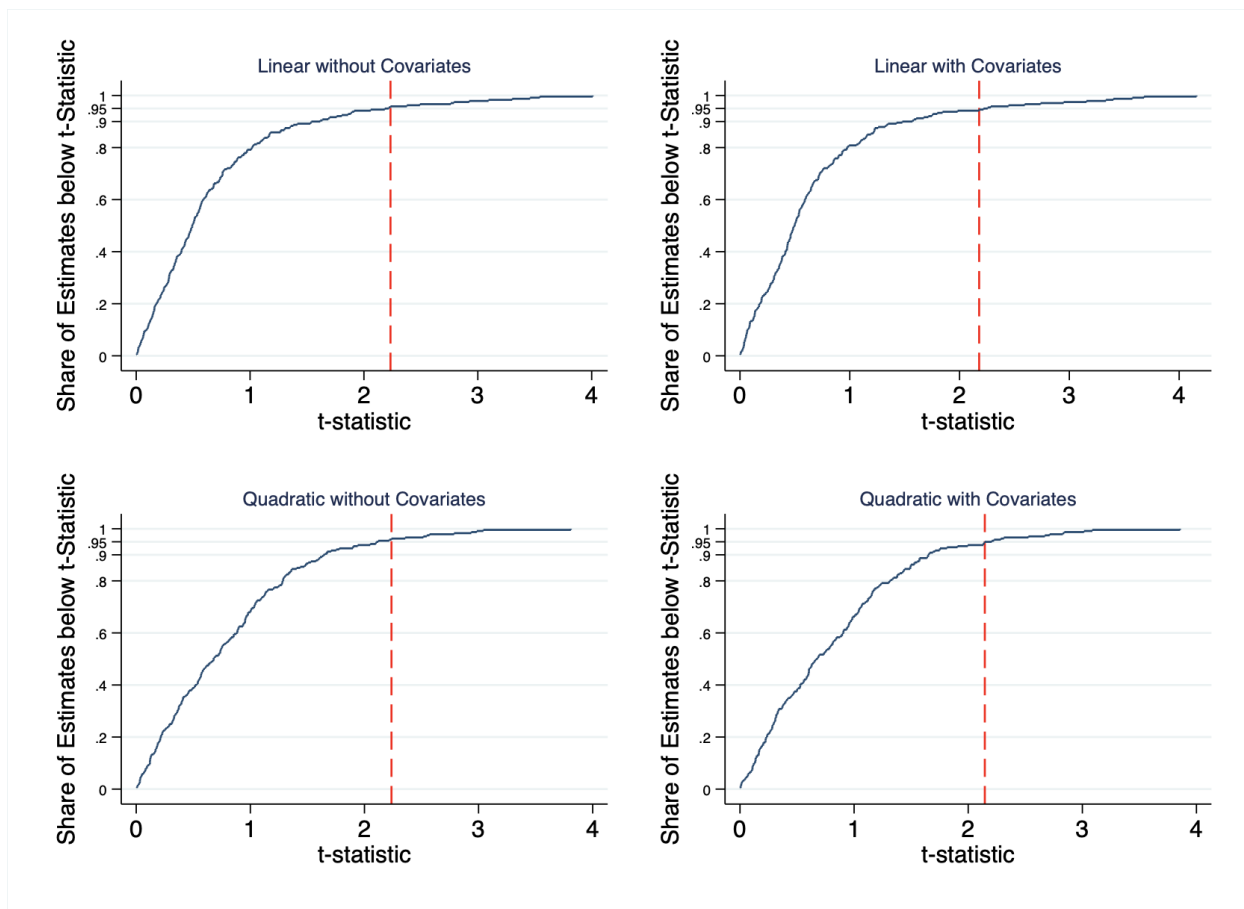 Linear without Covariates
Share of Estimates below t-Statistic
1
.95
.9
.8
.6
.4
.2
0
0 1 2 3 4
t-statistic
Linear with Covariates
Share of Estimates below t-Statistic
1
.95
.9
.8
.6
.4
.2
0
0 1 2 3 4
t-statistic
Quadratic without Covariates
Share of Estimates below t-Statistic
1
.95
.9
.8
.6
.4
.2
0
0 1 2 3 4
t-statistic
Quadratic with Covariates
Share of Estimates below t-Statistic
1
.95
.9
.8
.6
.4
.2
0
0 1 2 3 4
t-statistic